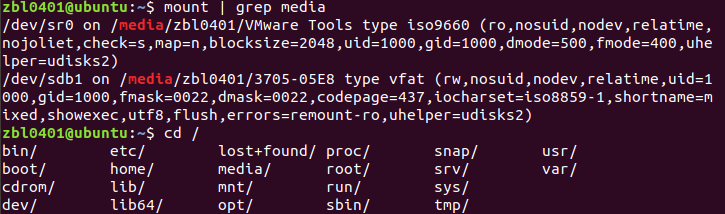 zbl0401@ubuntu:~$ mount | grep media
/dev/sr0 on /media/zbl0401/VMware Tools type iso9660 (ro,nosuid,nodev,relatime,
nojoliet,check=s,map=n,blocksize=2048,uid=1000,gid=1000,dmode=500,fmode=400,uhe
lper=udisks2)
/dev/sdb1 on /media/zbl0401/3705-05E8 type vfat (rw,nosuid,nodev,relatime,uid=1
000,gid=1000,fmask=0022,dmask=0022,codepage=437,iocharset=iso8859-1,shortname=m
ixed,showexec,utf8,flush,errors=remount-ro,uhelper=udisks2)
zbl0401@ubuntu:~$ cd /
bin/ etc/ lost+found/ proc/ snap/ usr/
boot/ home/ media/ root/ srv/ var/
cdrom/ lib/ mnt/ run/ sys/
dev/ lib64/ opt/ sbin/ tmp/